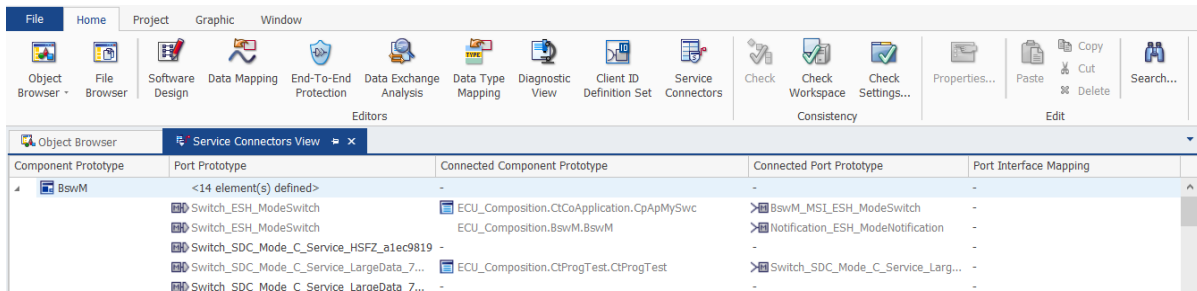 File Home Project Graphic Window
Object Browser File Browser Software Design Data Mapping End-To-End Protection Data Exchange Analysis Data Type Mapping Diagnostic View Client ID Definition Set Service Connectors Check Check Workspace Check Settings... Properties... Paste Copy Cut Delete Search...
Editors Consistency Edit
Object Browser Service Connectors View
Component Prototype Port Prototype Connected Component Prototype Connected Port Prototype Port Interface Mapping
BswM <14 element(s) defined> - - -
Switch_ESH_ModeSwitch ECU_Composition.CtCoApplication.CpApMySwc BswM_MSI_ESH_ModeSwitch -
Switch_ESH_ModeSwitch ECU_Composition.BswM.BswM Notification_ESH_ModeNotification -
Switch_SDC_Mode_C_Service_HSFZ_a1ec9819 - - -
Switch_SDC_Mode_C_Service_LargeData_7... ECU_Composition.CtProgTest.CtProgTest Switch_SDC_Mode_C_Service_Larg... -
Switch_SDC_Mode_C_Service_LargeData_7... - - -